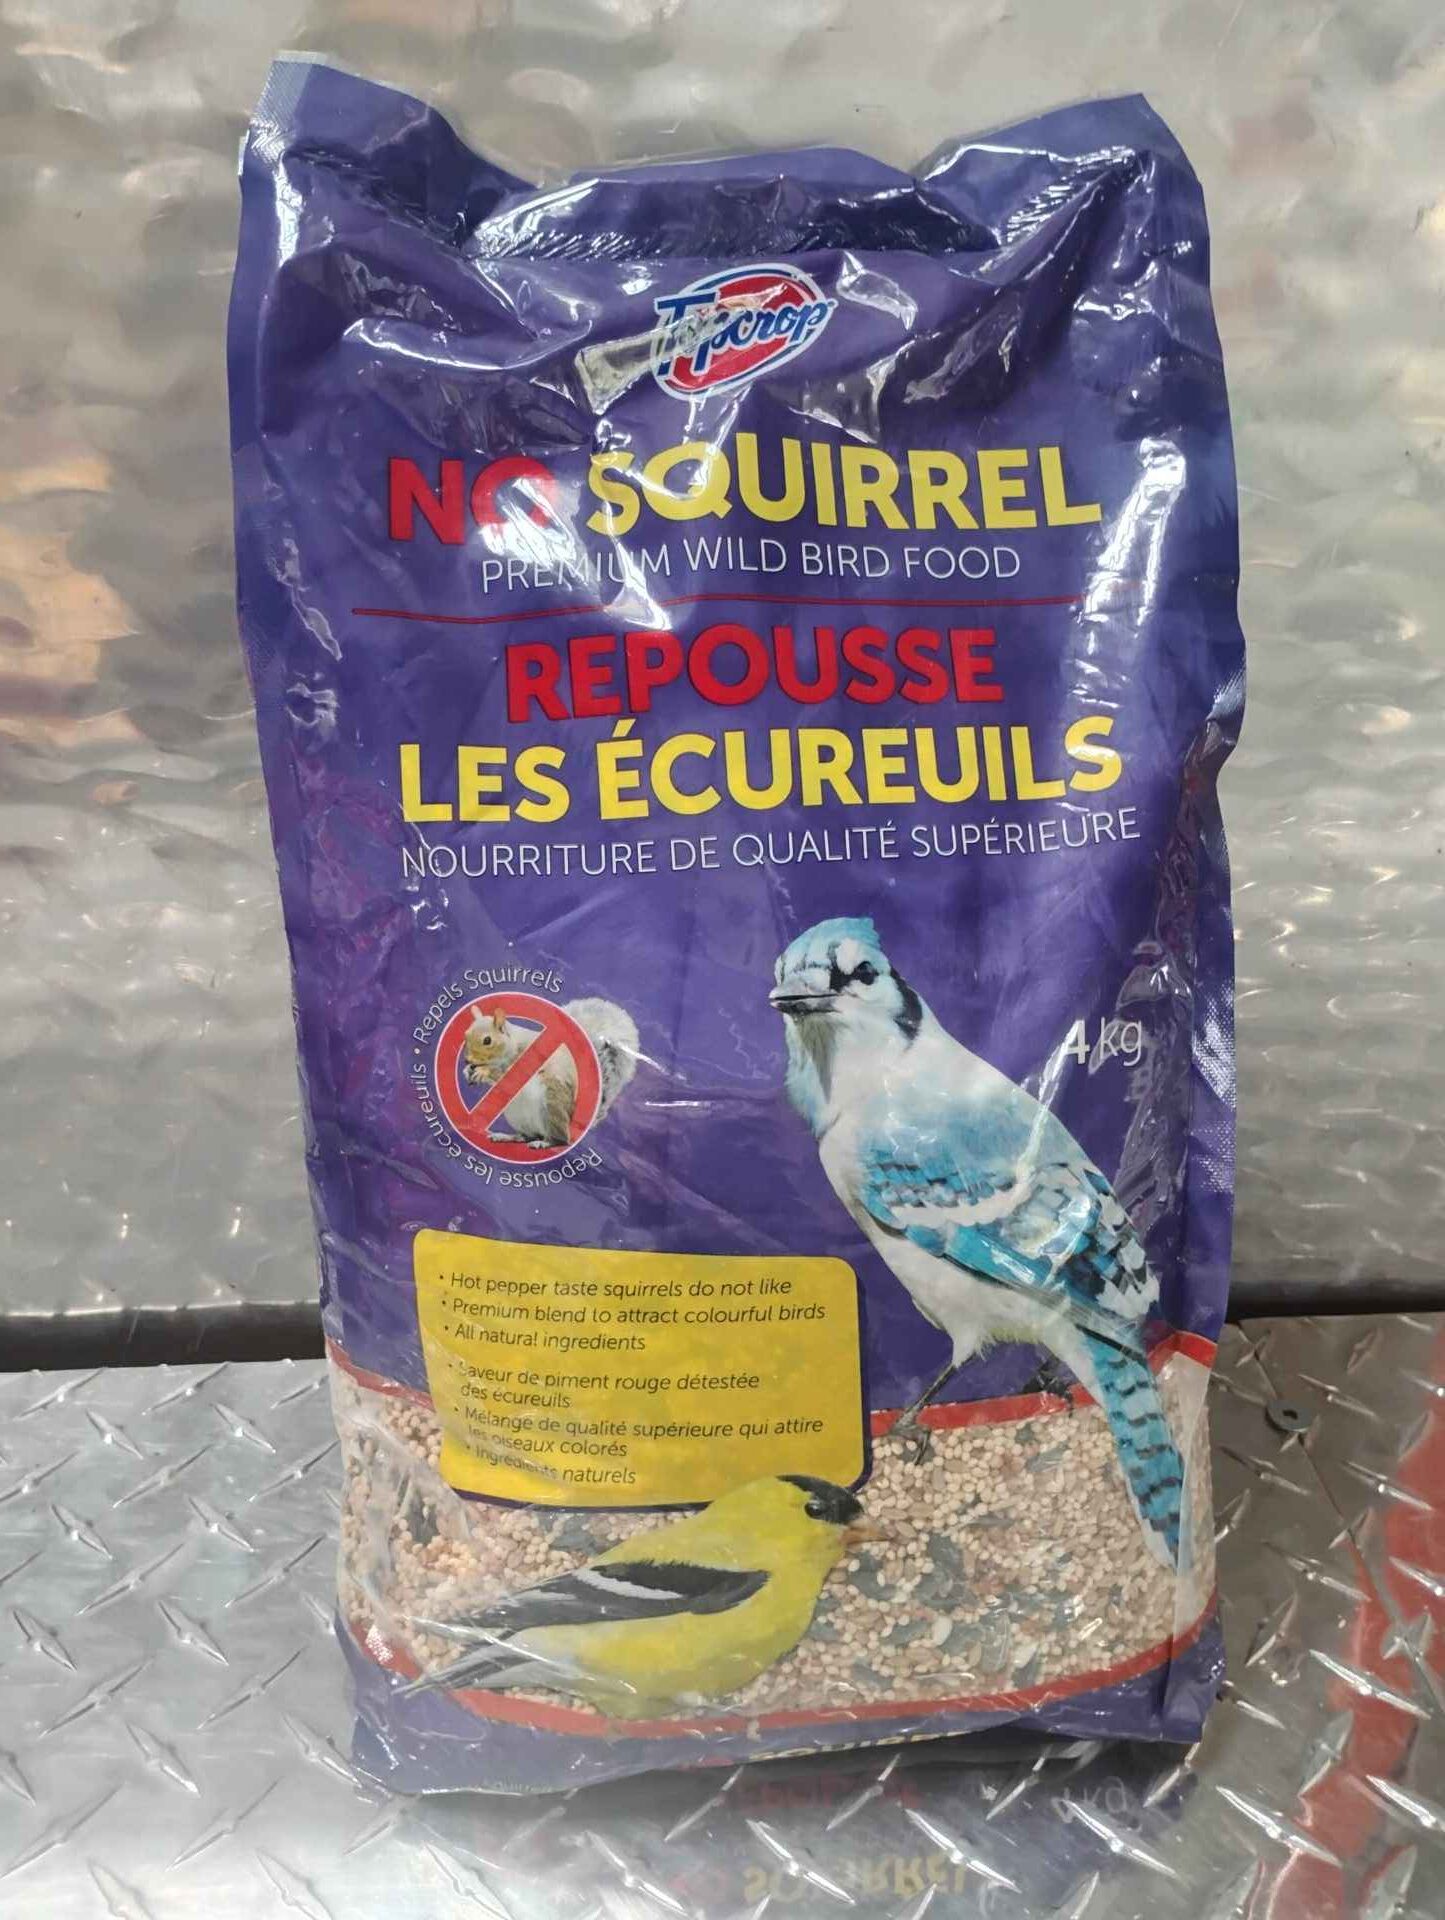 Topcrop
NO SQUIRREL
PREMIUM WILD BIRD FOOD
REPOUSSE
LES ÉCUREUILS
NOURRITURE DE QUALITÉ SUPÉRIEURE
Repels Squirrels •
Repousse les écureuils
4 kg
• Hot pepper taste squirrels do not like
• Premium blend to attract colourful birds
• All natural ingredients
• Saveur de piment rouge détestée
des écureuils
• Mélange de qualité supérieure qui attire
les oiseaux colorés
• Ingrédients naturels